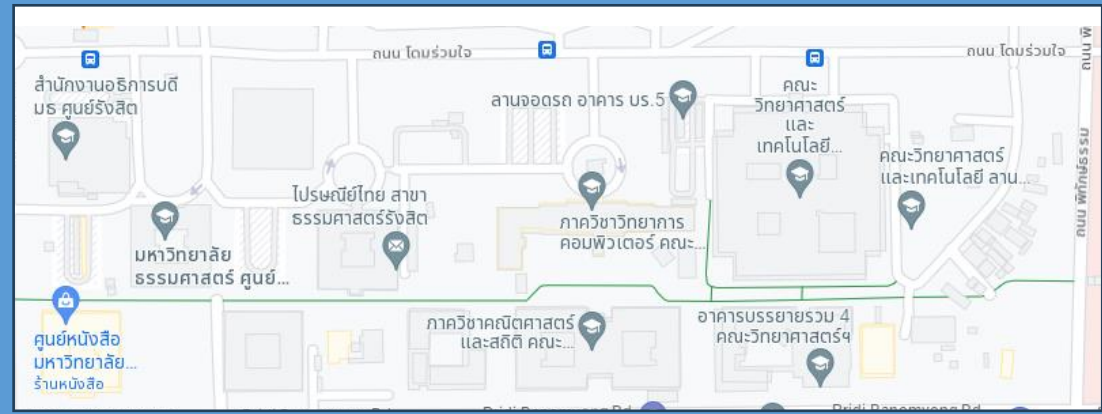 ถนน โดมร่วมใจ
ถนน โดมร่วมใจ
สำนักงานอธิการบดี
มธ ศูนย์รังสิต
ลานจอดรถ อาคาร บร.5
คณะ
วิทยาศาสตร์
และ
เทคโนโลยี...
คณะวิทยาศาสตร์
และเทคโนโลยี ลาน...
ถนน พิทักษ์ธรรม
ไปรษณีย์ไทย สาขา
ธรรมศาสตร์รังสิต
ภาควิชาวิทยาการ
คอมพิวเตอร์ คณะ...
มหาวิทยาลัย
ธรรมศาสตร์ ศูนย์...
ศูนย์หนังสือ
มหาวิทยาลัย...
ร้านหนังสือ
ภาควิชาคณิตศาสตร์
และสถิติ คณะ...
อาคารบรรยายรวม 4
คณะวิทยาศาสตร์ฯ